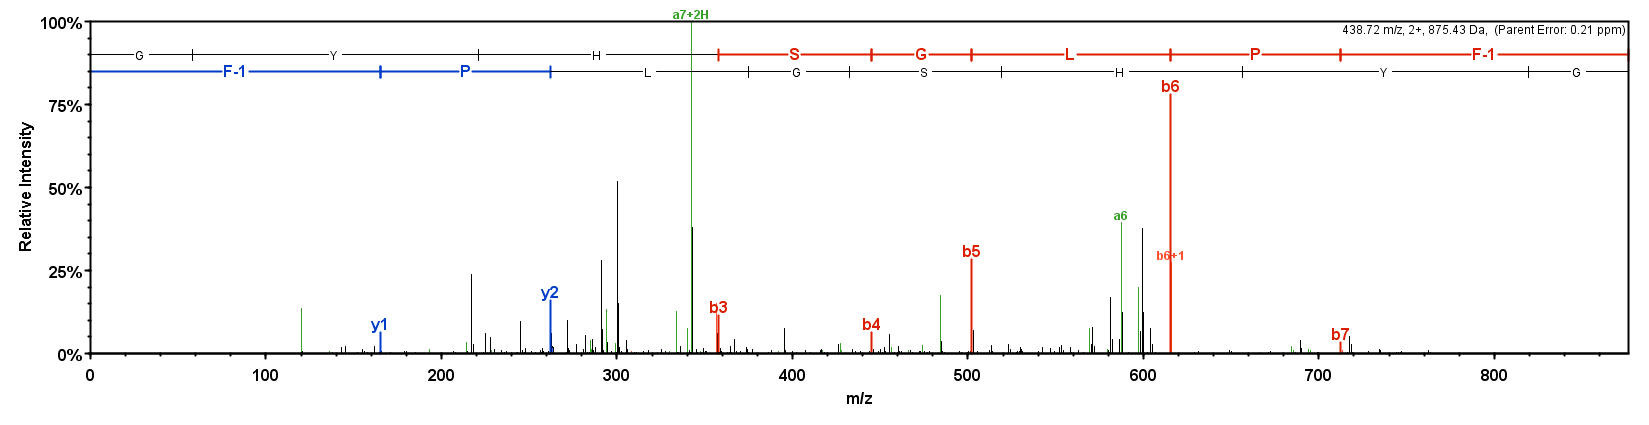 a7+2H
100%
438.72 m/z, 2+, 875.43 Da, (Parent Error: 0.21 ppm)
G Y H S G L P F-1
F-1 P L G S H Y G
b6
75%
Relative Intensity
50%
a6
b5
b6+1
25%
y2
b3
y1
b4
b7
0%
0 100 200 300 400 500 600 700 800
m/z